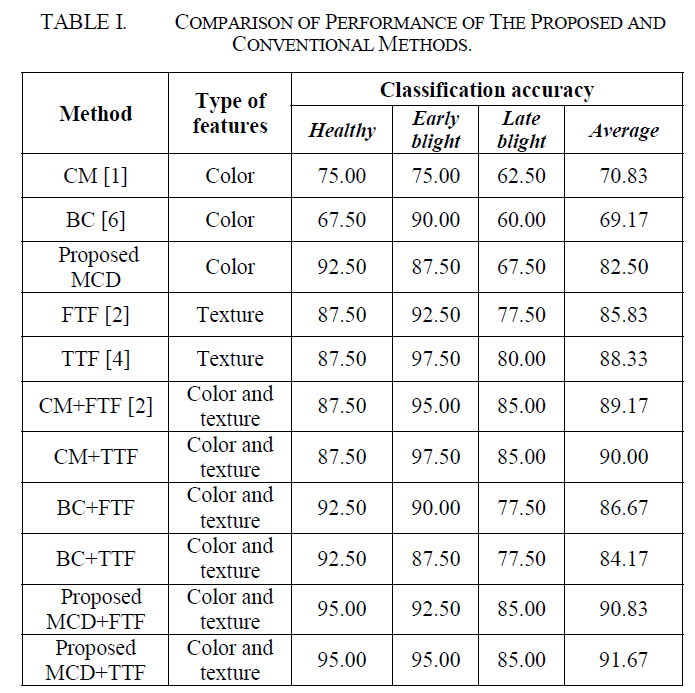 TABLE I. COMPARISON OF PERFORMANCE OF THE PROPOSED AND
CONVENTIONAL METHODS.
Method Type of features Classification accuracy
Healthy Early blight Late blight Average
CM [1] Color 75.00 75.00 62.50 70.83
BC [6] Color 67.50 90.00 60.00 69.17
Proposed MCD Color 92.50 87.50 67.50 82.50
FTF [2] Texture 87.50 92.50 77.50 85.83
TTF [4] Texture 87.50 97.50 80.00 88.33
CM+FTF [2] Color and texture 87.50 95.00 85.00 89.17
CM+TTF Color and texture 87.50 97.50 85.00 90.00
BC+FTF Color and texture 92.50 90.00 77.50 86.67
BC+TTF Color and texture 92.50 87.50 77.50 84.17
Proposed MCD+FTF Color and texture 95.00 92.50 85.00 90.83
Proposed MCD+TTF Color and texture 95.00 95.00 85.00 91.67